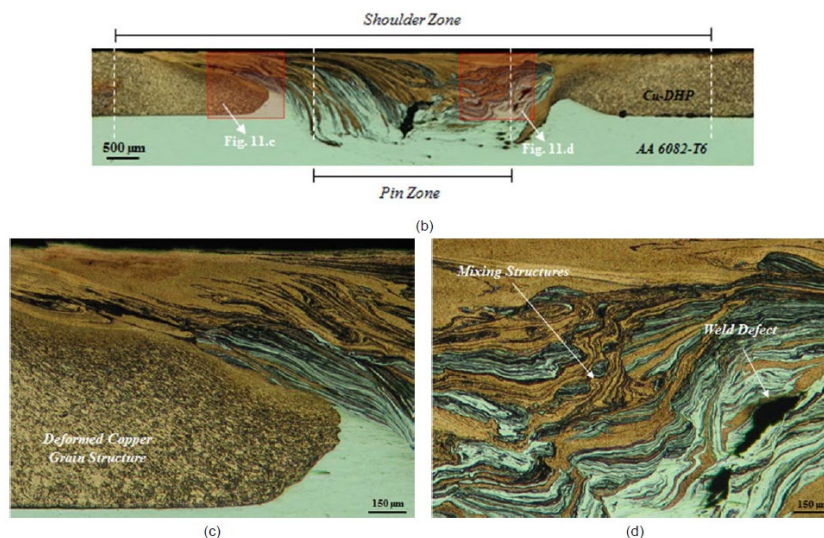 Shoulder Zone
Cu-DHP
Fig. 11.c
Fig. 11.d
500 μm
AA 6082-T6
Pin Zone
(b)
Mixing Structures
Weld Defect
Deformed Copper
Grain Structure
150 μm
150 μm
(c)
(d)